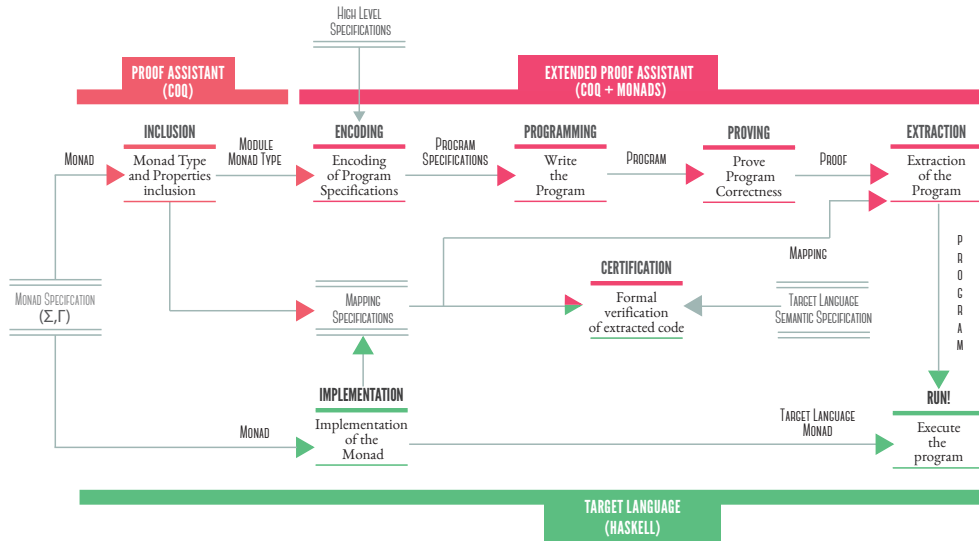 HIGH LEVEL
SPECIFICATIONS
PROOF ASSISTANT
(COQ)
EXTENDED PROOF ASSISTANT
(COQ + MONADS)
INCLUSION
Monad Type
and Properties
inclusion
ENCODING
Encoding
of Program
Specifications
PROGRAMMING
Write
the
Program
PROVING
Prove
Program
Correctness
EXTRACTION
Extraction
of the
Program
MONAD
MODULE
MONAD TYPE
PROGRAM
SPECIFICATIONS
PROGRAM
PROOF
MAPPING
PROGRAM
MONAD SPECIFCATION
(Σ,Γ)
MAPPING
SPECIFICATIONS
CERTIFICATION
Formal
verification
of extracted code
TARGET LANGUAGE
SEMANTIC SPECIFICATION
IMPLEMENTATION
Implementation
of the
Monad
MONAD
TARGET LANGUAGE
MONAD
RUN!
Execute
the
program
TARGET LANGUAGE
(HASKELL)